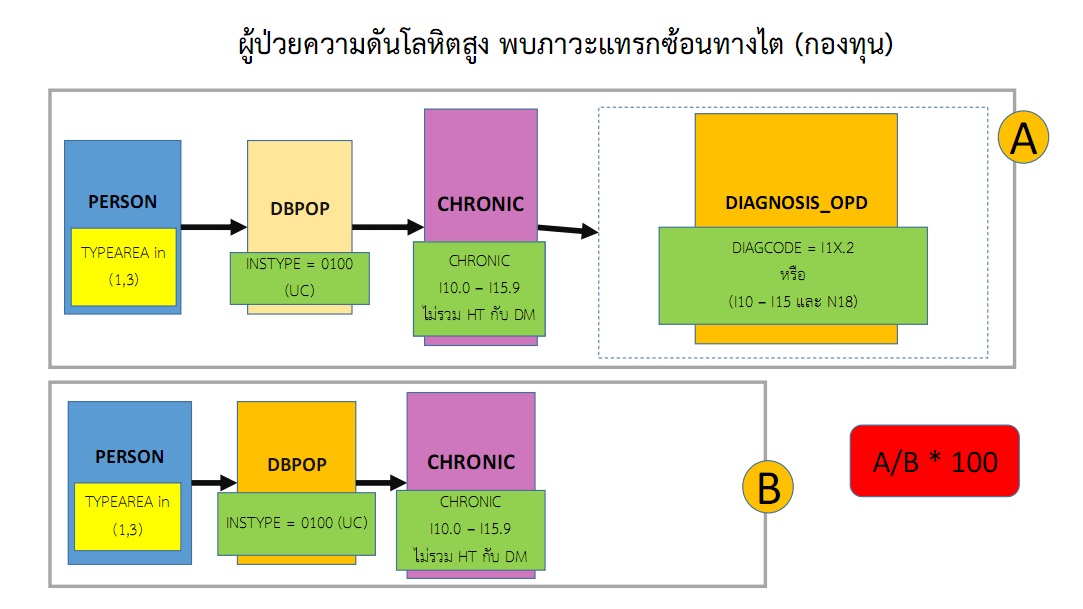 ผู้ป่วยความดันโลหิตสูง พบภาวะแทรกซ้อนทางไต (กองทุน)
A
PERSON
TYPEAREA in
(1,3)
DBPOP
INSTYPE = 0100
(UC)
CHRONIC
CHRONIC
I10.0 – I15.9
ไม่รวม HT กับ DM
DIAGNOSIS_OPD
DIAGCODE = I1X.2
หรือ
(I10 – I15 และ N18)
B
PERSON
TYPEAREA in
(1,3)
DBPOP
INSTYPE = 0100 (UC)
CHRONIC
CHRONIC
I10.0 – I15.9
ไม่รวม HT กับ DM
A/B * 100